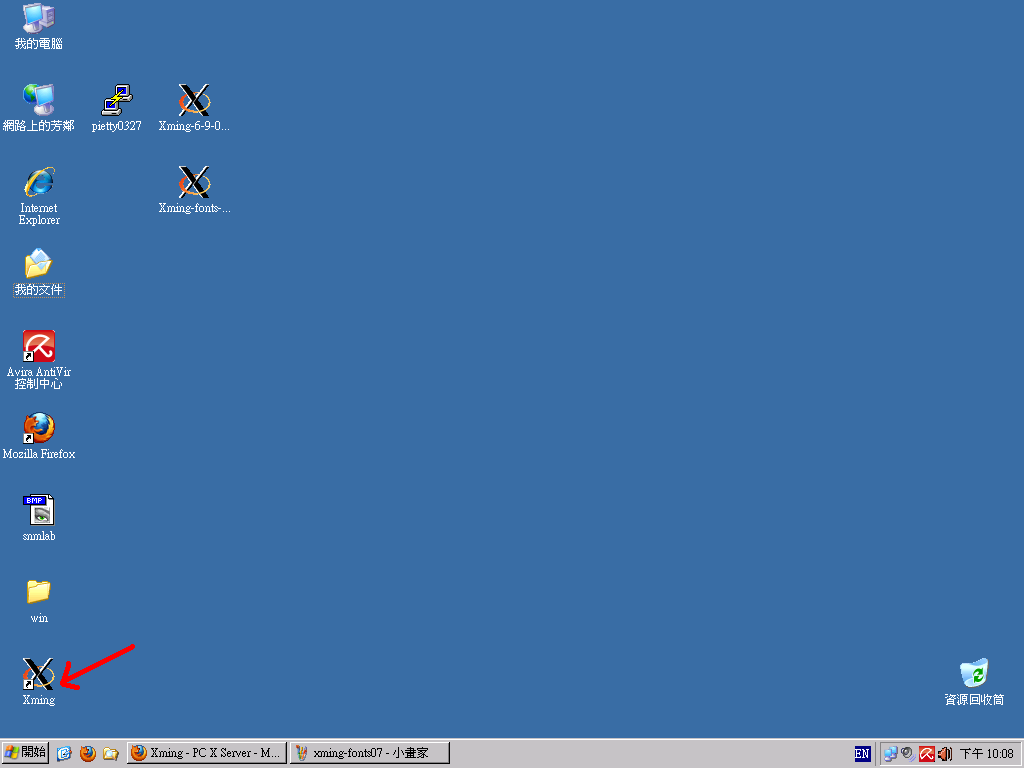 我的電腦
網路上的芳鄰
pietty0327
Xming-6-9-0...
Internet
Explorer
Xming-fonts-...
我的文件
Avira AntiVir
控制中心
Mozilla Firefox
BMP
snmlab
win
Xming
資源回收筒
開始
Xming - PC X Server - M...
xming-fonts07 - 小畫家
EN
下午 10:08